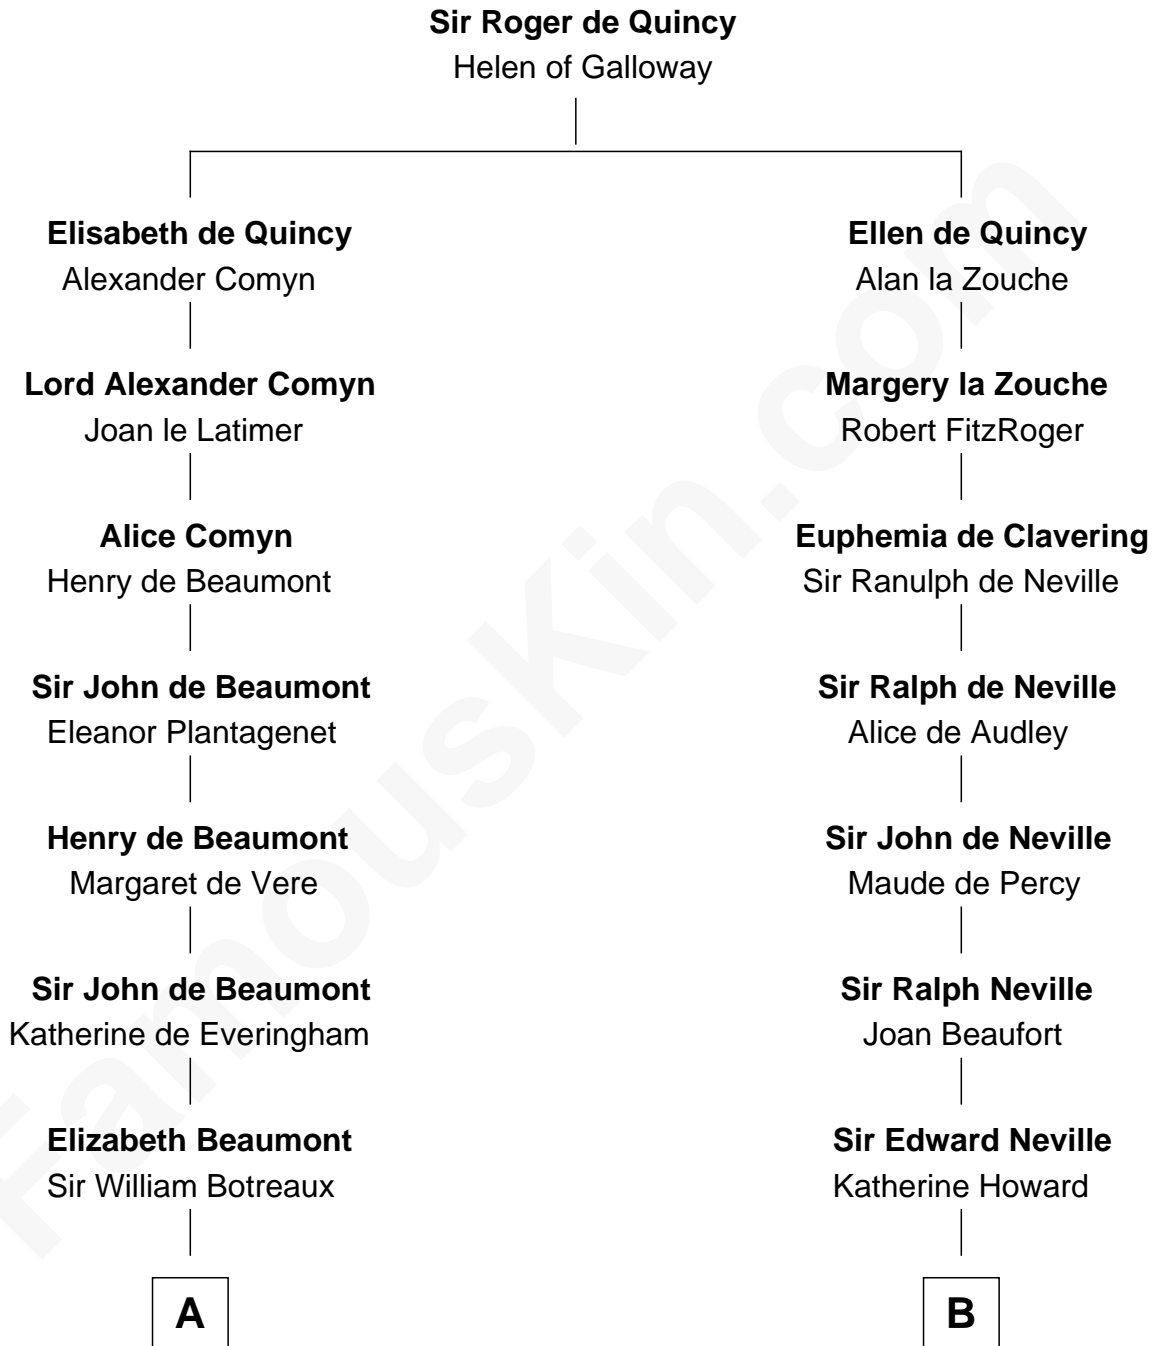 Sir Roger de Quincy
Helen of Galloway
Elisabeth de Quincy
Alexander Comyn
Ellen de Quincy
Alan la Zouche
Lord Alexander Comyn
Joan le Latimer
Margery la Zouche
Robert FitzRoger
Alice Comyn
Henry de Beaumont
Euphemia de Clavering
Sir Ranulph de Neville
Sir John de Beaumont
Eleanor Plantagenet
Sir Ralph de Neville
Alice de Audley
Henry de Beaumont
Margaret de Vere
Sir John de Neville
Maude de Percy
Sir John de Beaumont
Katherine de Everingham
Sir Ralph Neville
Joan Beaufort
Elizabeth Beaumont
Sir William Botreaux
Sir Edward Neville
Katherine Howard
A
B
FamousKin.com